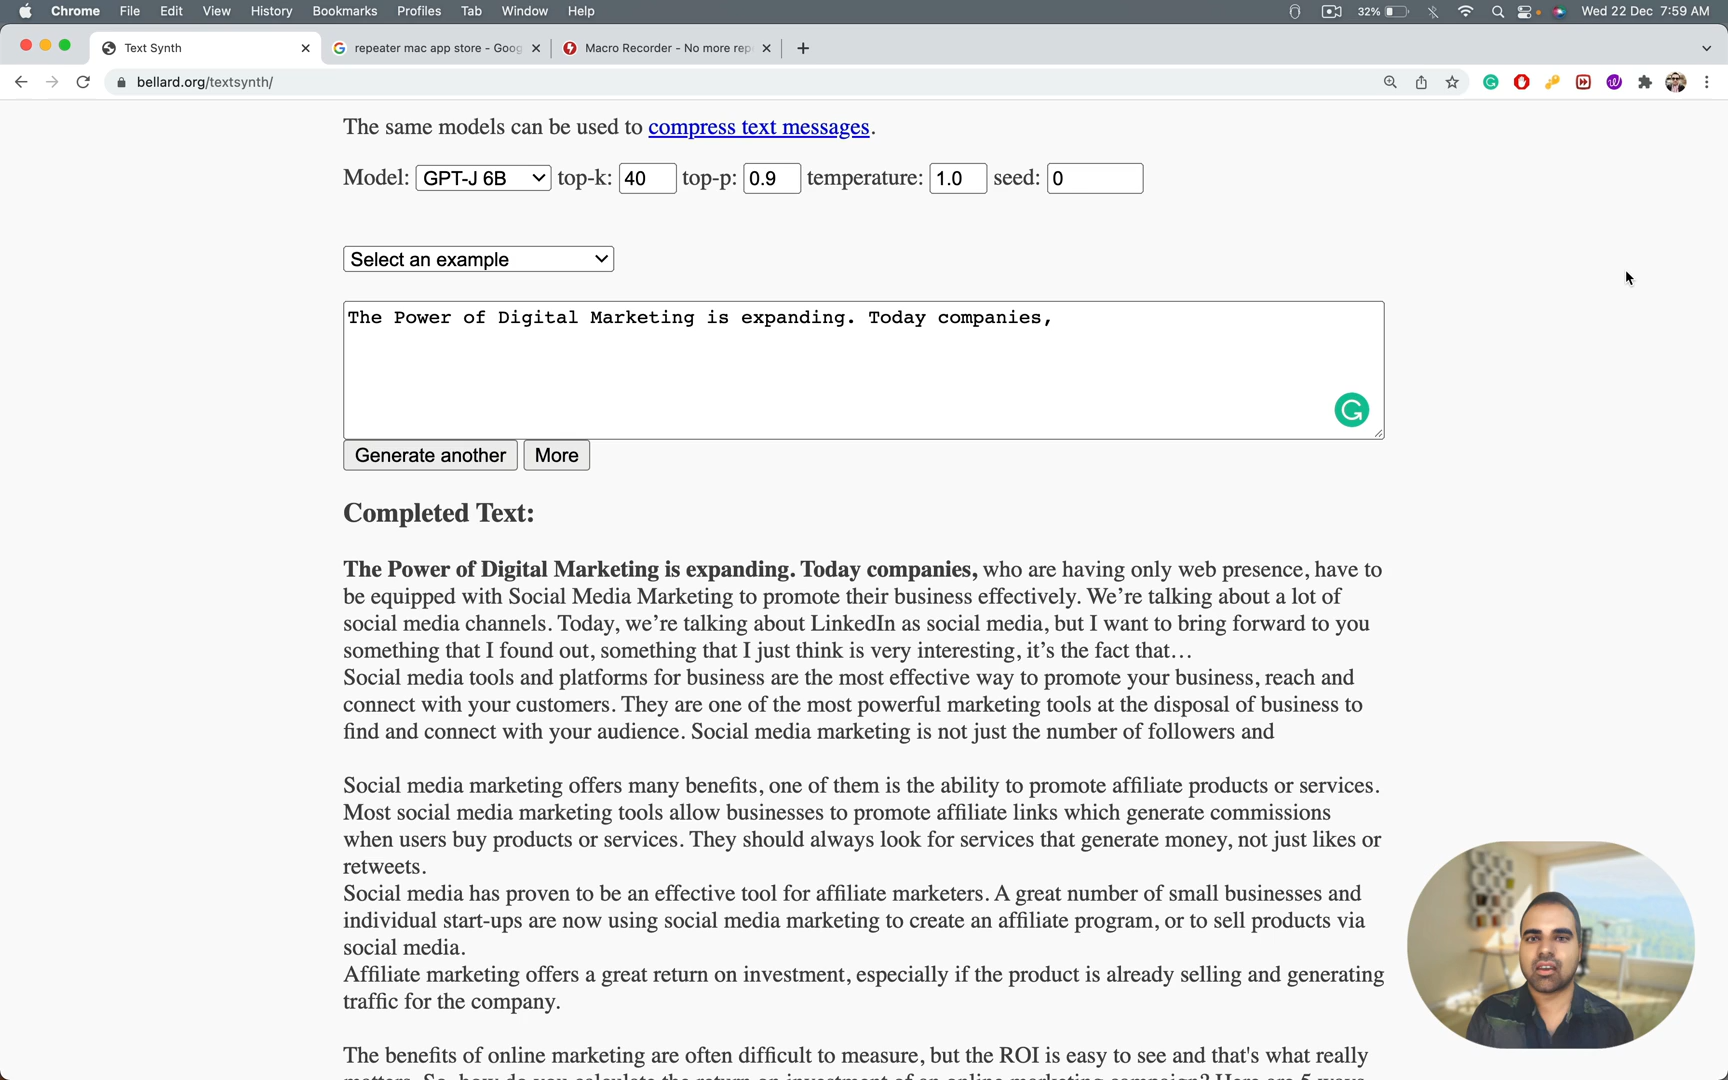 Chrome File Edit View History Bookmarks Profiles Tab Window Help 32% Wed 22 Dec 7:59 AM
Text Synth repeater mac app store - Goog Macro Recorder - No more rep
bellard.org/textsynth/
The same models can be used to compress text messages.
Model: GPT-J 6B top-k: 40 top-p: 0.9 temperature: 1.0 seed: 0
Select an example
The Power of Digital Marketing is expanding. Today companies,
Generate another More
Completed Text:
The Power of Digital Marketing is expanding. Today companies, who are having only web presence, have to
be equipped with Social Media Marketing to promote their business effectively. We’re talking about a lot of
social media channels. Today, we’re talking about LinkedIn as social media, but I want to bring forward to you
something that I found out, something that I just think is very interesting, it’s the fact that…
Social media tools and platforms for business are the most effective way to promote your business, reach and
connect with your customers. They are one of the most powerful marketing tools at the disposal of business to
find and connect with your audience. Social media marketing is not just the number of followers and
Social media marketing offers many benefits, one of them is the ability to promote affiliate products or services.
Most social media marketing tools allow businesses to promote affiliate links which generate commissions
when users buy products or services. They should always look for services that generate money, not just likes or
retweets.
Social media has proven to be an effective tool for affiliate marketers. A great number of small businesses and
individual start-ups are now using social media marketing to create an affiliate program, or to sell products via
social media.
Affiliate marketing offers a great return on investment, especially if the product is already selling and generating
traffic for the company.
The benefits of online marketing are often difficult to measure, but the ROI is easy to see and that's what really